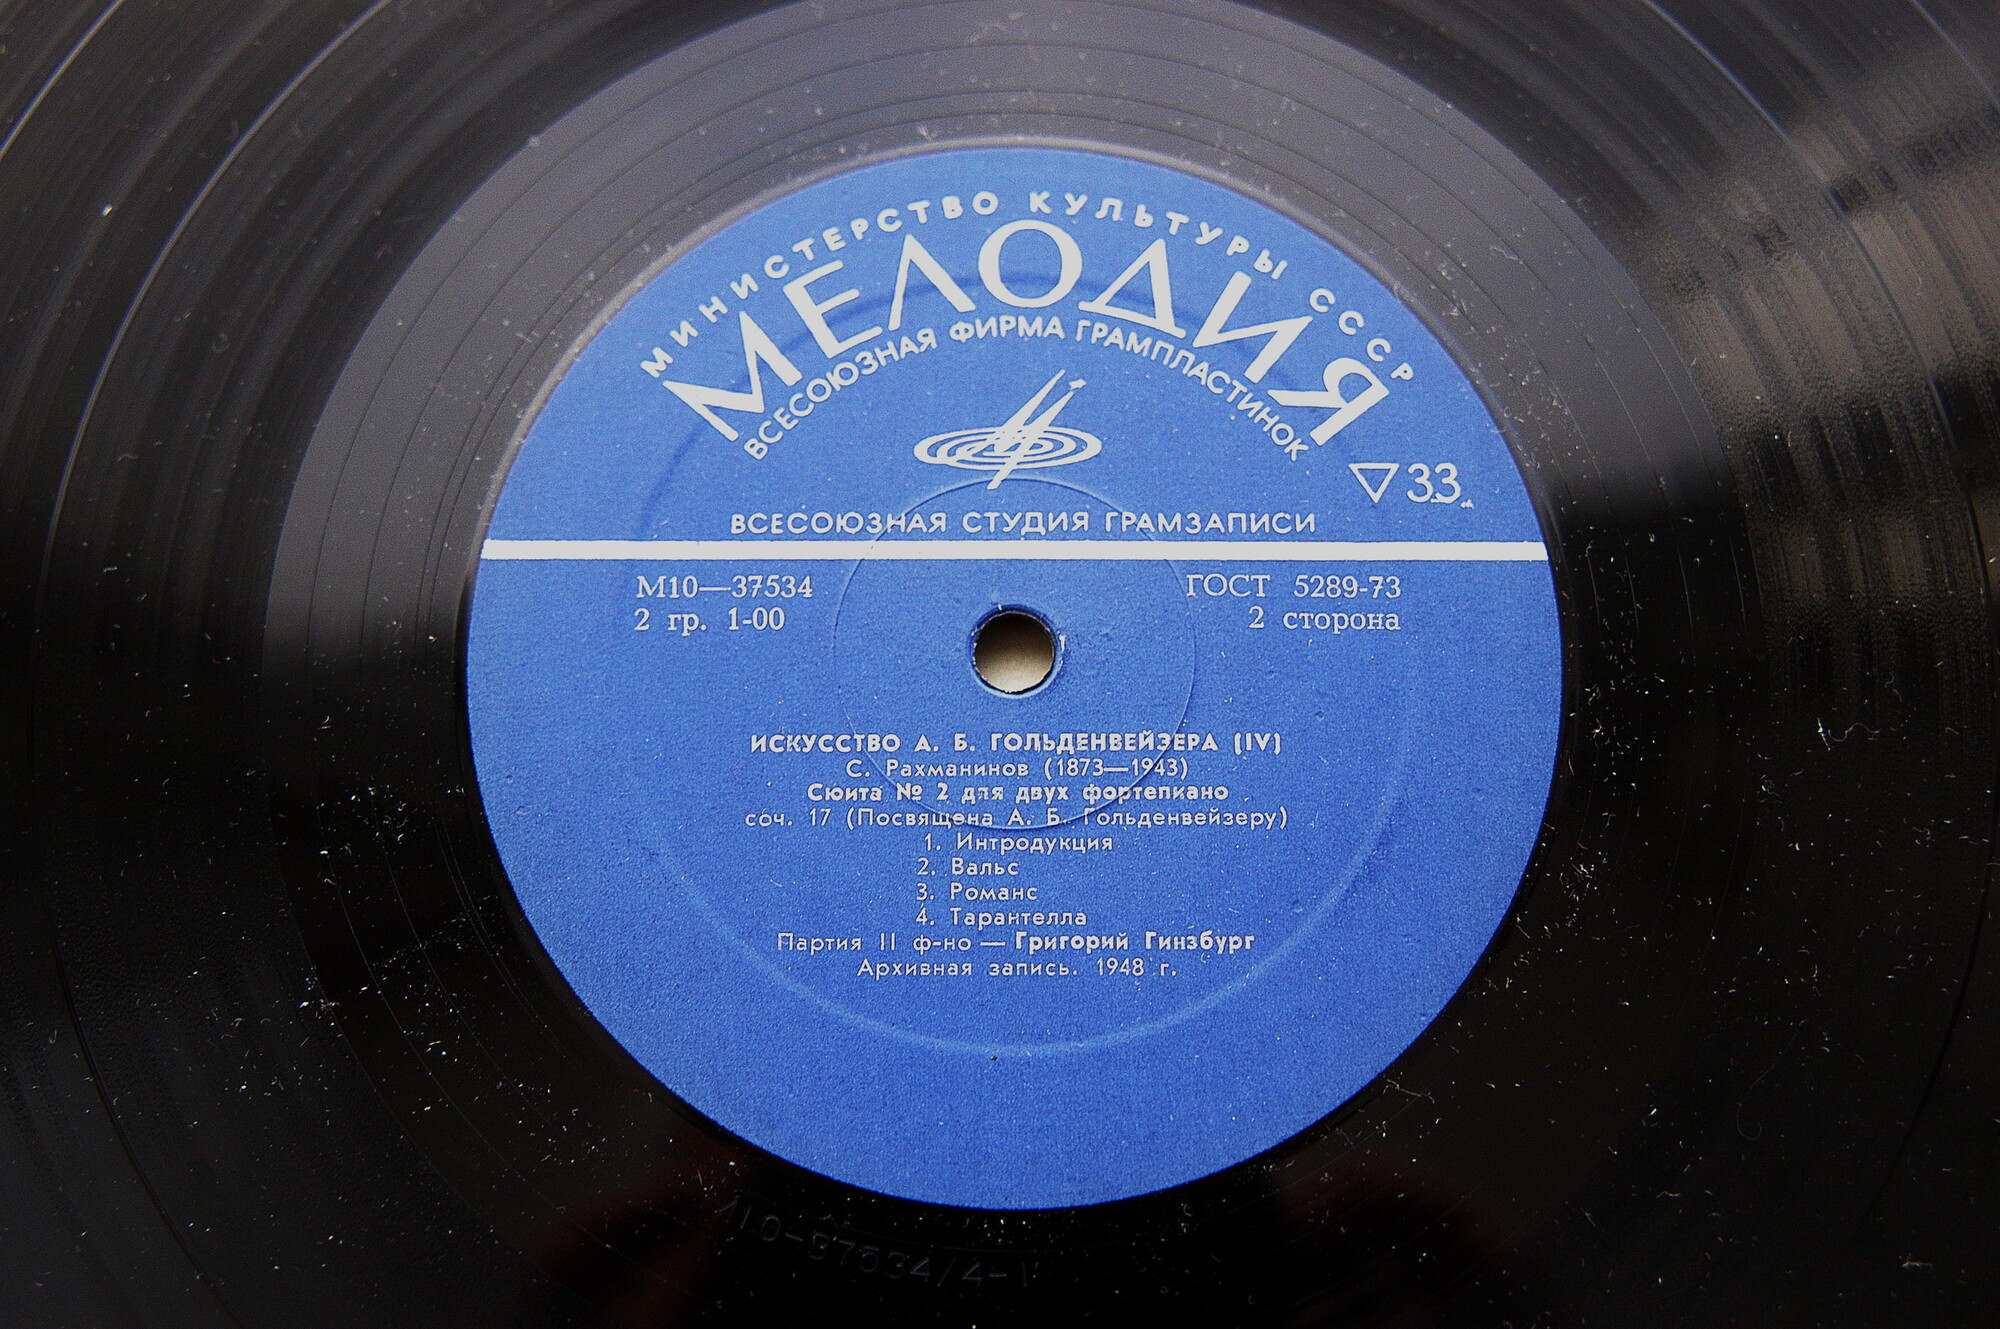 МИНИСТЕРСТВО КУЛЬТУРЫ СССР
МЕЛОДИЯ
ВСЕСОЮЗНАЯ ФИРМА ГРАМПЛАСТИНОК
33
ВСЕСОЮЗНАЯ СТУДИЯ ГРАМЗАПИСИ
М10—37534
ГОСТ 5289-73
2 гр. 1-00
2 сторона
ИСКУССТВО А. Б. ГОЛЬДЕНВЕЙЗЕРА (IV)
С. Рахманинов (1873—1943)
Сюита № 2 для двух фортепиано
соч. 17 (Посвящена А. Б. Гольденвейзеру)
1. Интродукция
2. Вальс
3. Романс
4. Тарантелла
Партия II ф-но — Григорий Гинзбург
Архивная запись. 1948 г.